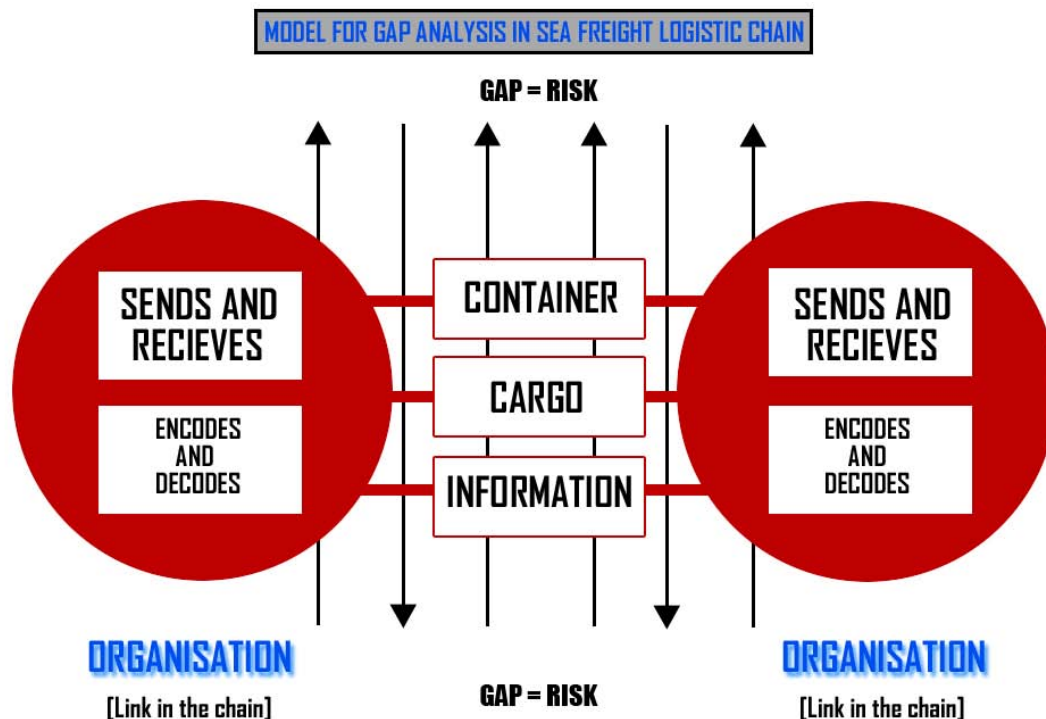 MODEL FOR GAP ANALYSIS IN SEA FREIGHT LOGISTIC CHAIN
GAP = RISK
SENDS AND
RECIEVES
ENCODES
AND
DECODES
CONTAINER
CARGO
INFORMATION
SENDS AND
RECIEVES
ENCODES
AND
DECODES
ORGANISATION
[Link in the chain]
GAP = RISK
ORGANISATION
[Link in the chain]